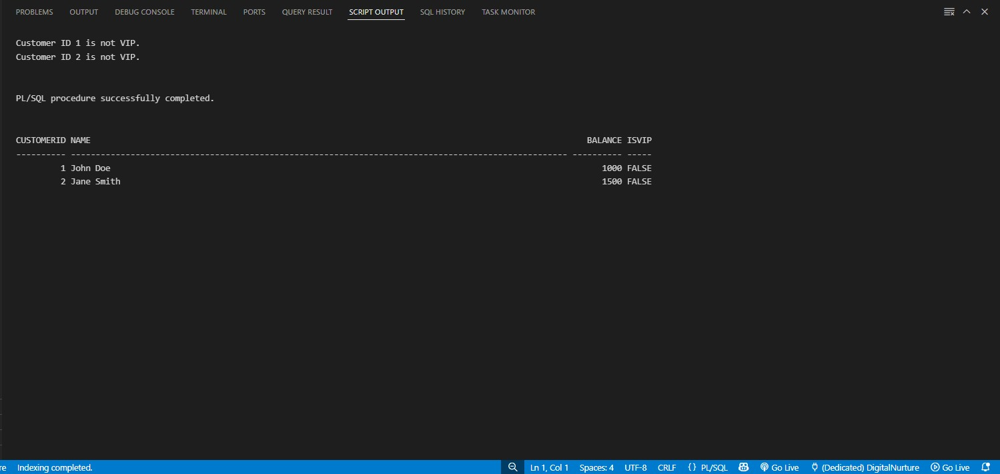 PROBLEMS OUTPUT DEBUG CONSOLE TERMINAL PORTS QUERY RESULT SCRIPT OUTPUT SQL HISTORY TASK MONITOR
Customer ID 1 is not VIP.
Customer ID 2 is not VIP.
PL/SQL procedure successfully completed.
CUSTOMERID NAME BALANCE ISVIP
---------- ---------------------------------------------------------------------------------------------------- ---------- -----
1 John Doe 1000 FALSE
2 Jane Smith 1500 FALSE
re Indexing completed. Ln 1, Col 1 Spaces: 4 UTF-8 CRLF {} PL/SQL Go Live (Dedicated) DigitalNurture Go Live